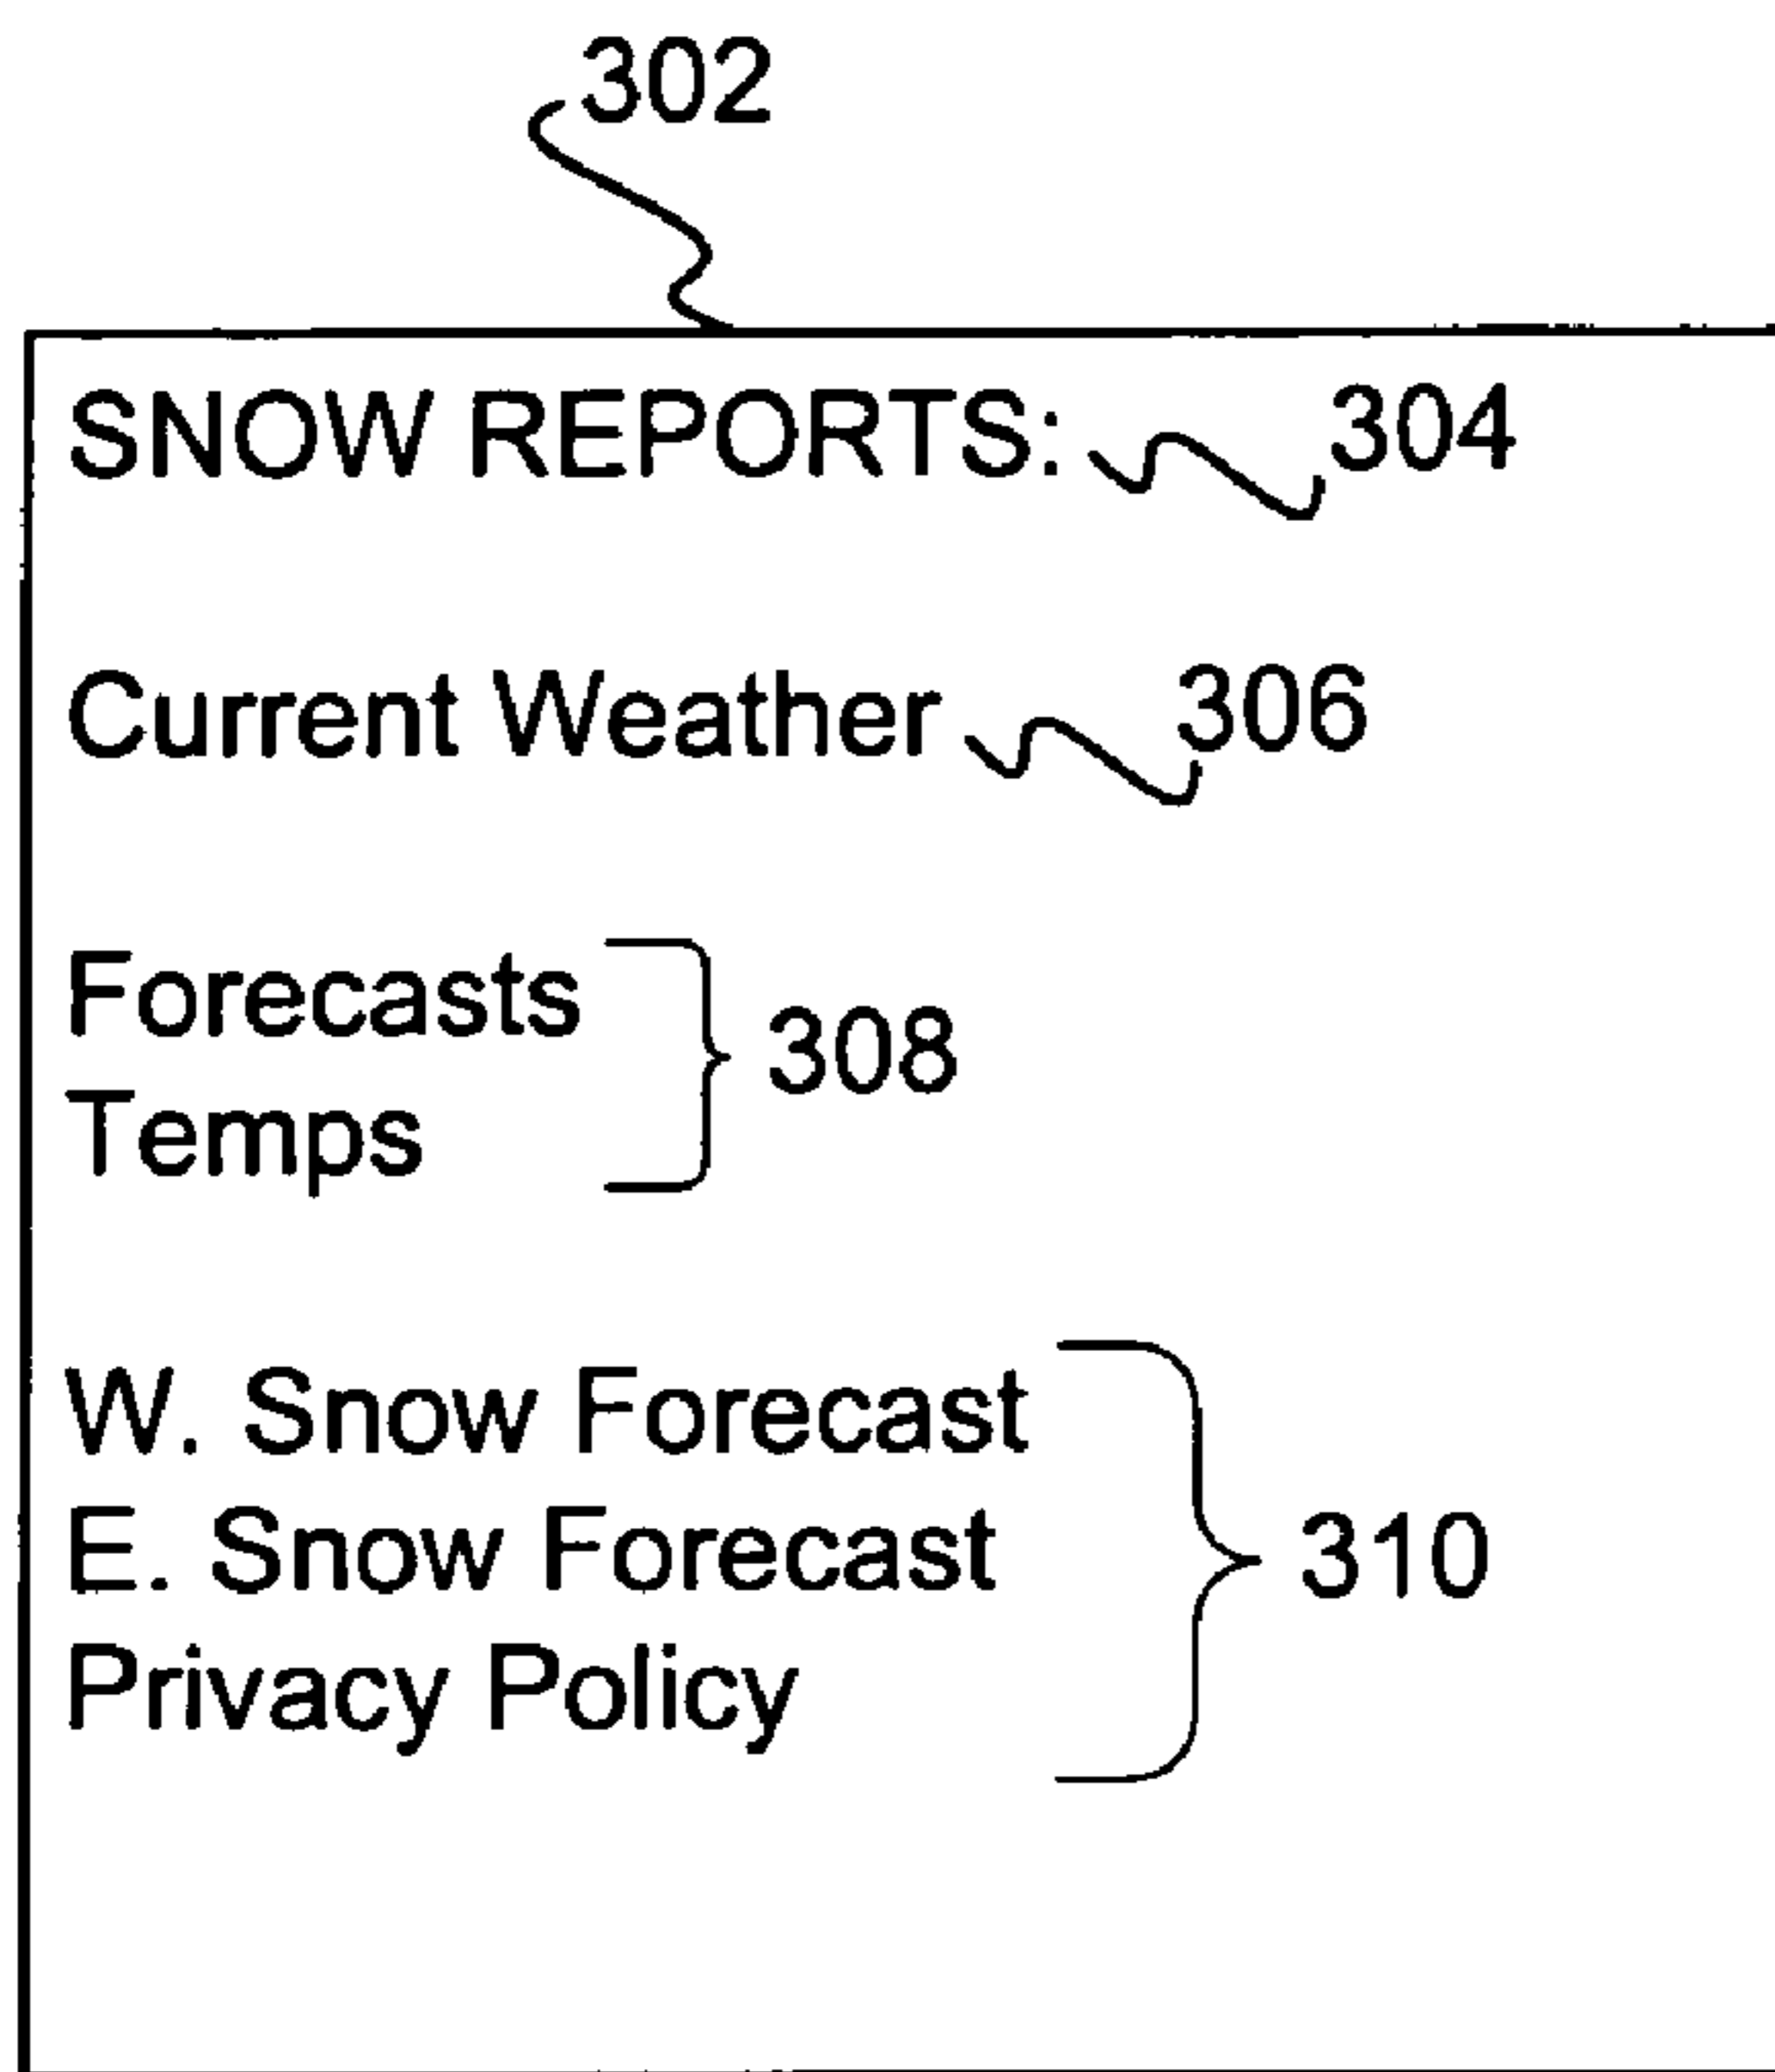 302
SNOW REPORTS: 304
Current Weather 306
Forecasts
308
Temps
W. Snow Forecast
E. Snow Forecast 310
Privacy Policy